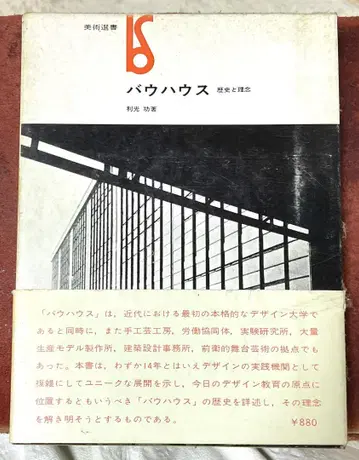 美術選書
バウハウス 歴史と理念
利光 功著
「バウハウス」は，近代における最初の本格的なデザイン大学で
あると同時に，また手工芸工房，労働協同体，実験研究所，大量
生産モデル製作所，建築設計事務所，前衛的舞台芸術の拠点でも
あった。本書は，わずか14年とはいえデザインの実践機関として
複雑にしてユニークな展開を示し，今日のデザイン教育の原点に
位置するともいうべき「バウハウス」の歴史を詳述し，その理念
を解き明そうとするものである。
¥880